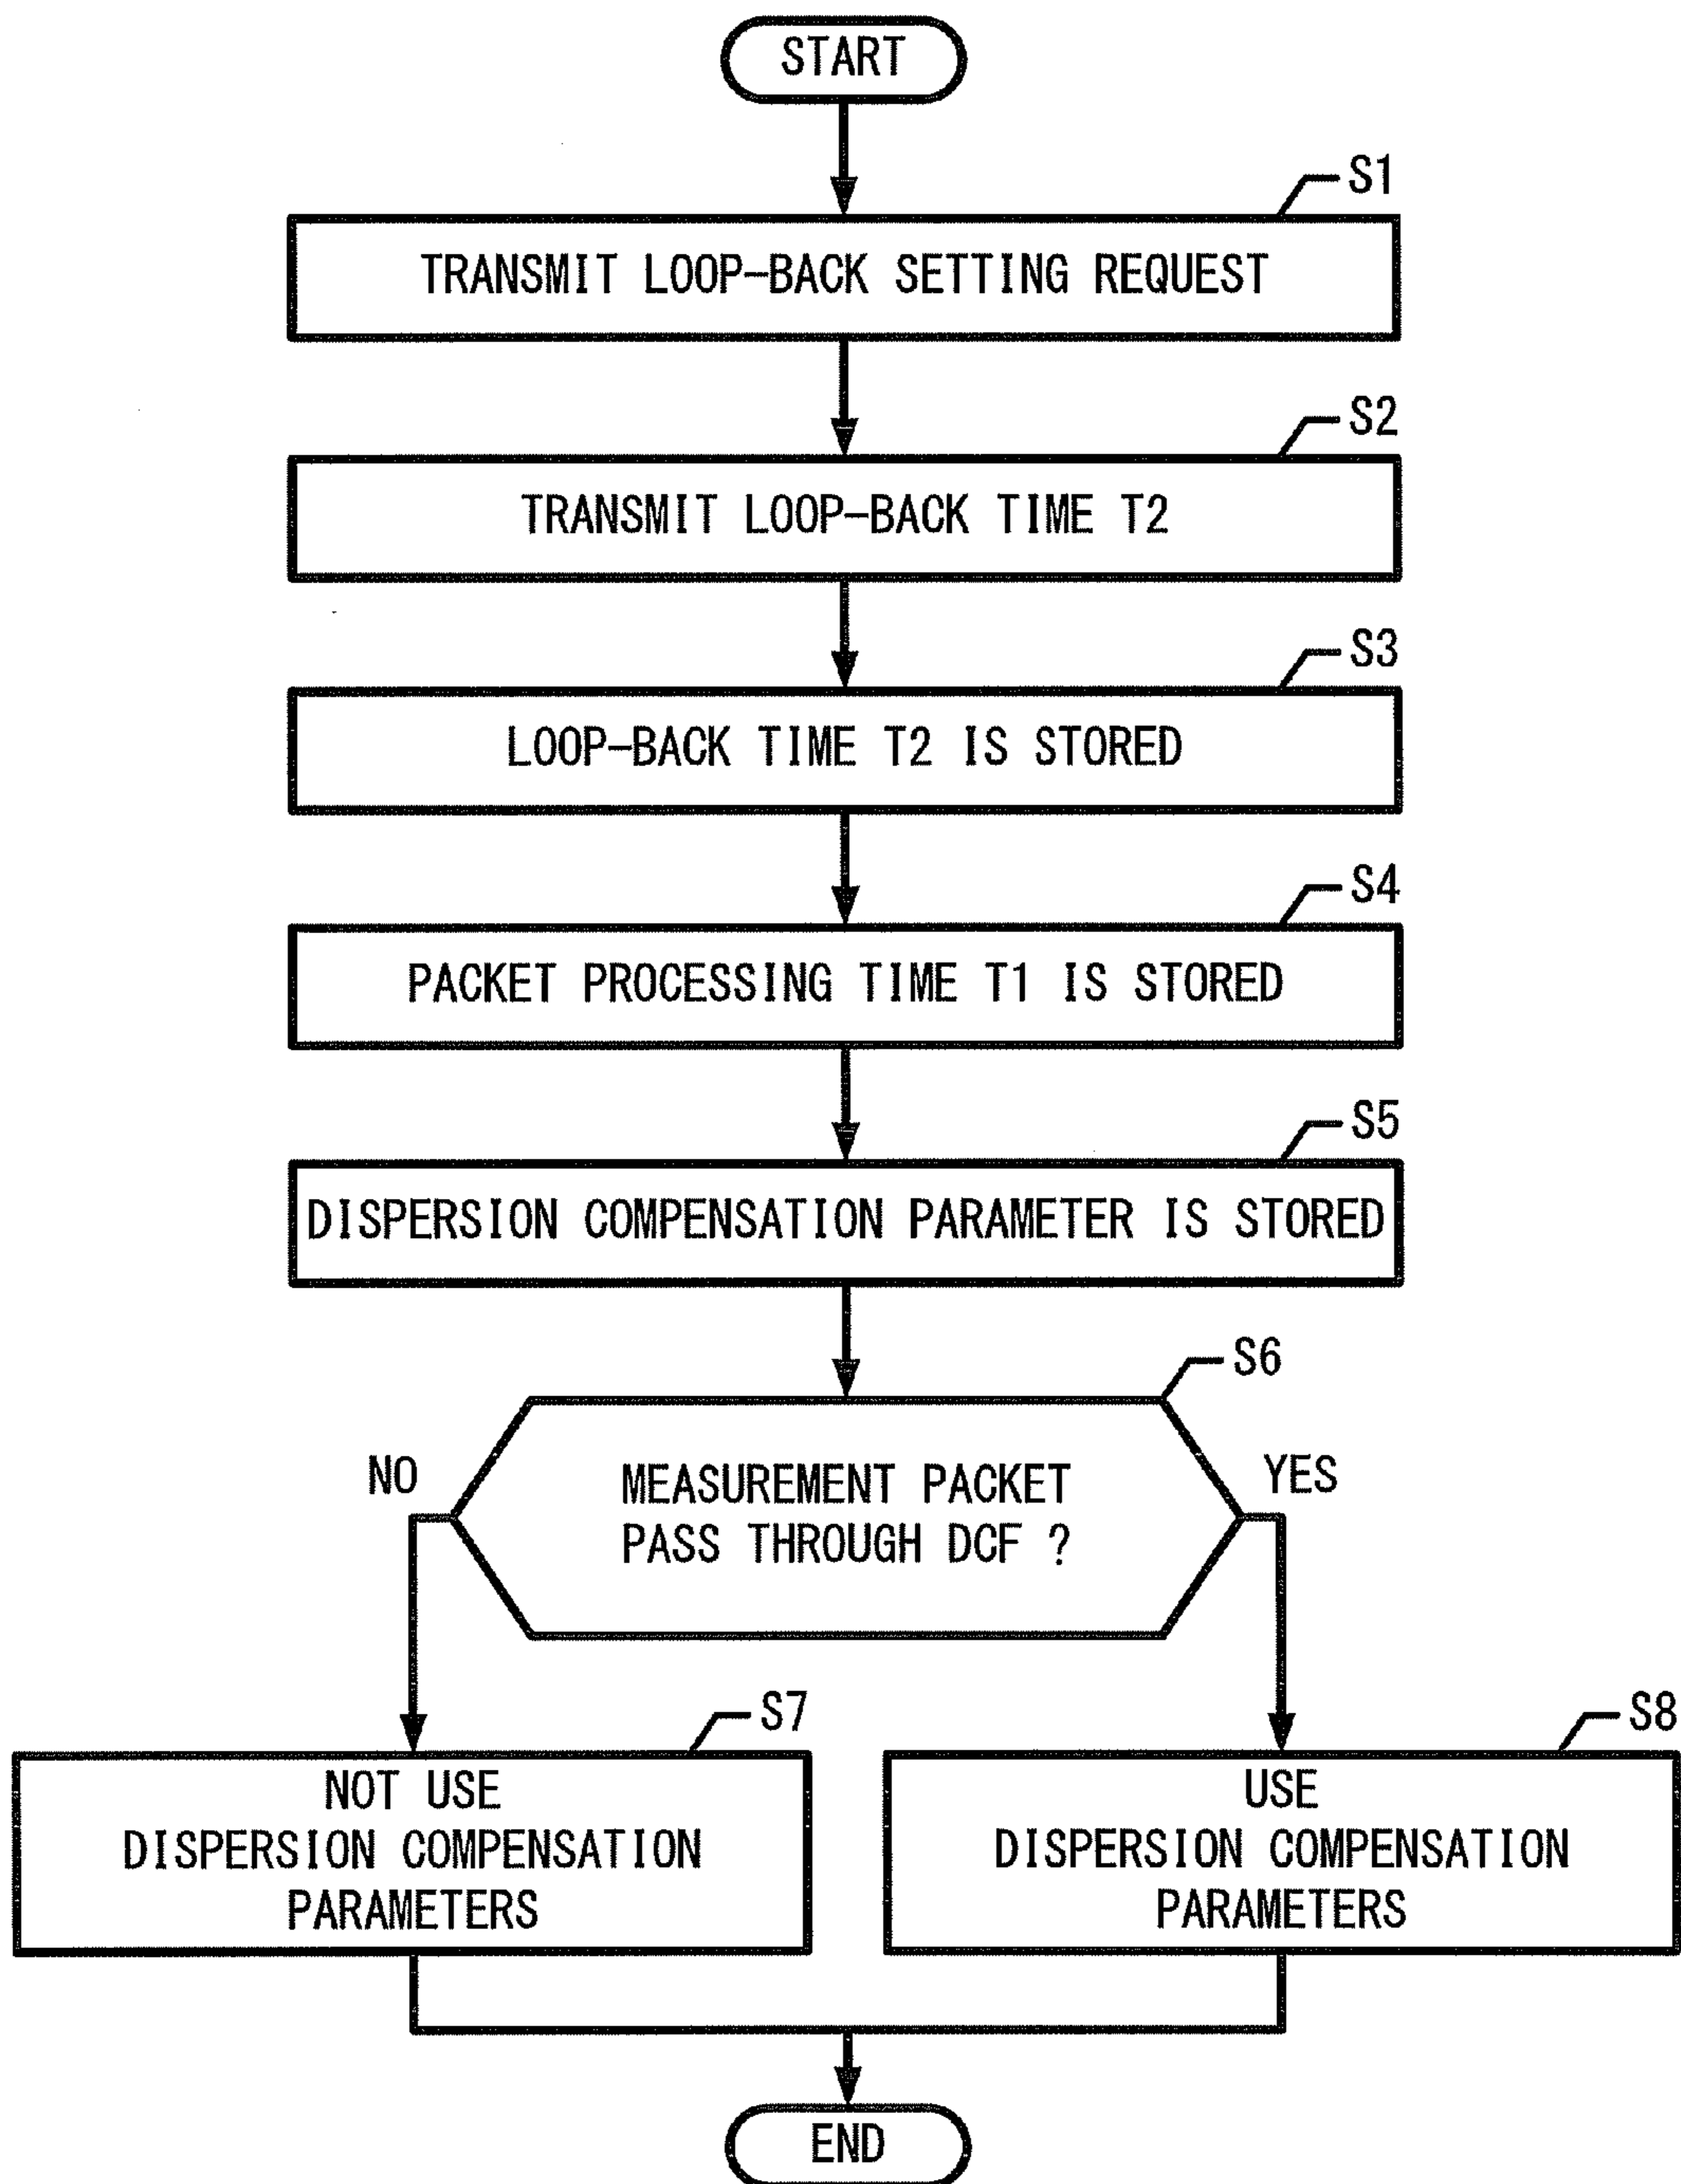 START
S1
TRANSMIT LOOP-BACK SETTING REQUEST
S2
TRANSMIT LOOP-BACK TIME T2
S3
LOOP-BACK TIME T2 IS STORED
S4
PACKET PROCESSING TIME T1 IS STORED
S5
DISPERSION COMPENSATION PARAMETER IS STORED
S6
NO
MEASUREMENT PACKET
PASS THROUGH DCF ?
YES
S7
NOT USE
DISPERSION COMPENSATION
PARAMETERS
S8
USE
DISPERSION COMPENSATION
PARAMETERS
END